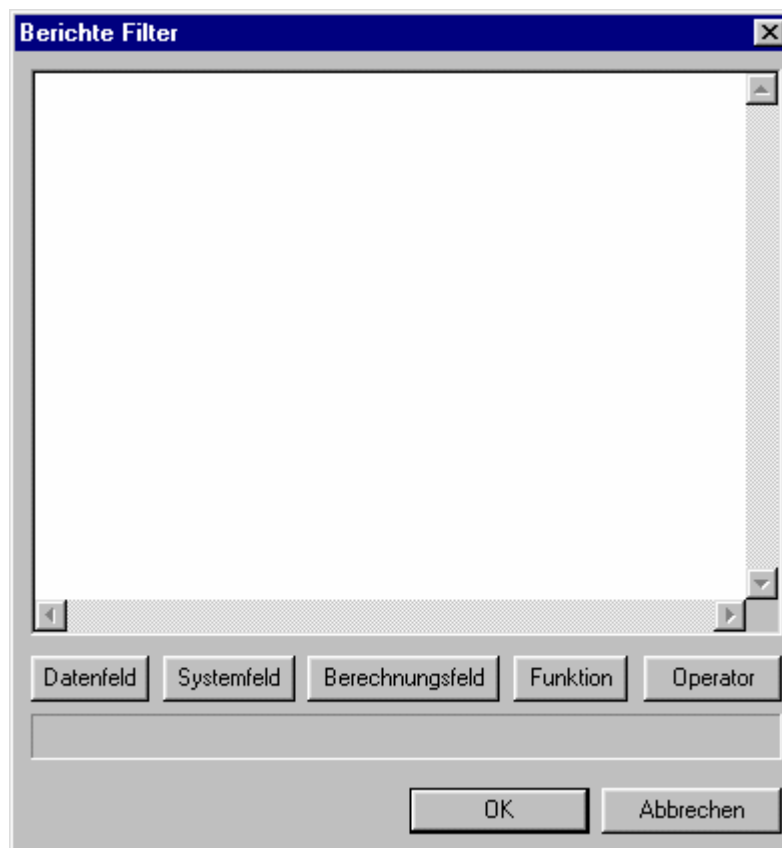 Berichte Filter
Datenfeld Systemfeld Berechnungsfeld Funktion Operator
OK Abbrechen